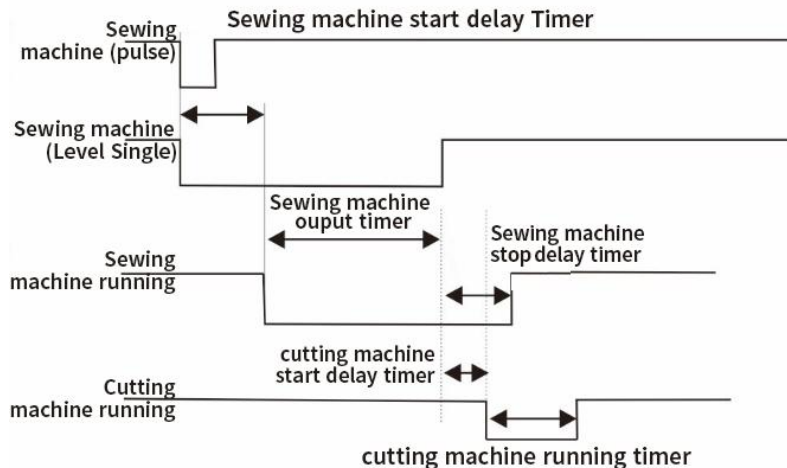 Sewing machine start delay Timer
Sewing
machine (pulse)
Sewing machine
(Level Single)
Sewing machine
ouput timer
Sewing machine
stop delay timer
Sewing
machine running
cutting machine
start delay timer
Cutting
machine running
cutting machine running timer